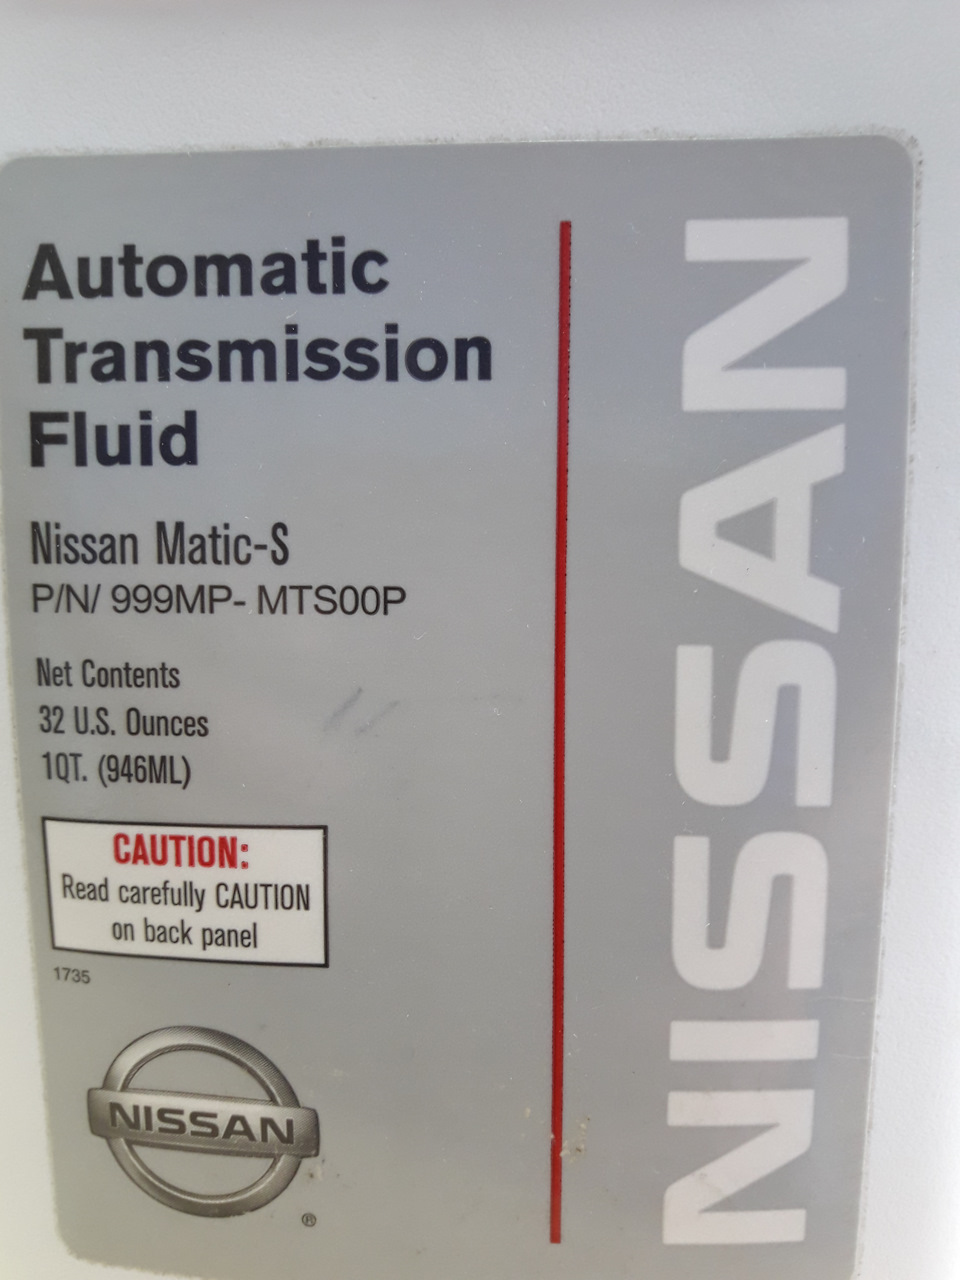 Automatic
Transmission
Fluid
Nissan Matic-S
P/N/ 999MP- MTS00P
Net Contents
32 U.S. Ounces
1QT. (946ML)
CAUTION:
Read carefully CAUTION
on back panel
1735
NISSAN
®
NISSAN